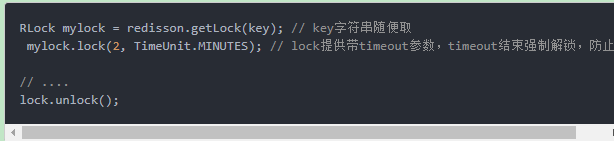 RLock mylock = redisson.getLock(key); // key字符串随便取
mylock.lock(2, TimeUnit.MINUTES); // lock提供带timeout参数，timeout结束强制解锁，防止
// ....
lock.unlock();